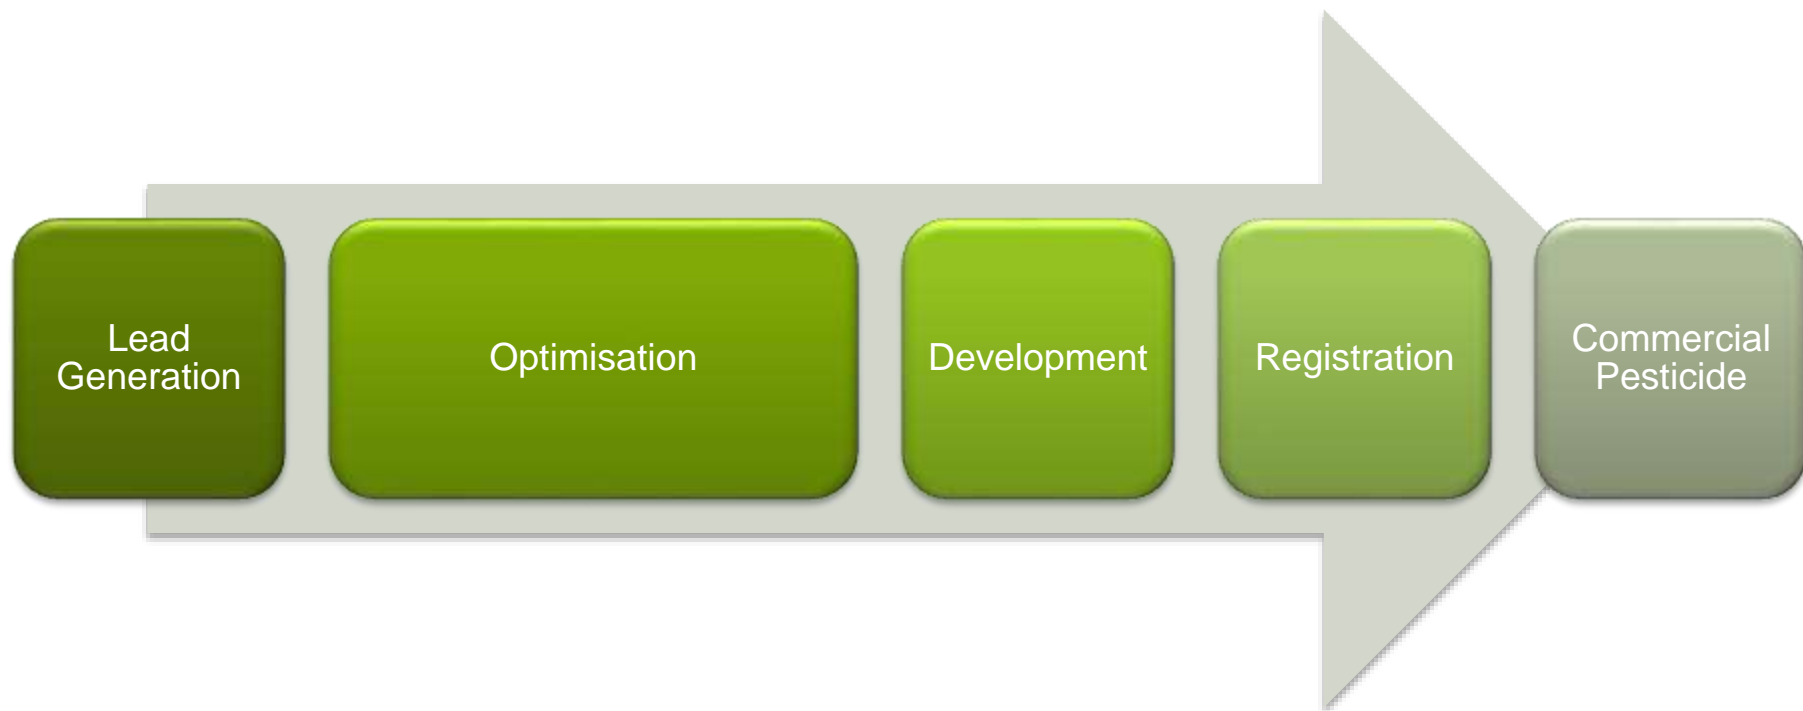 Lead
Generation
Optimisation
Development
Registration
Commercial
Pesticide